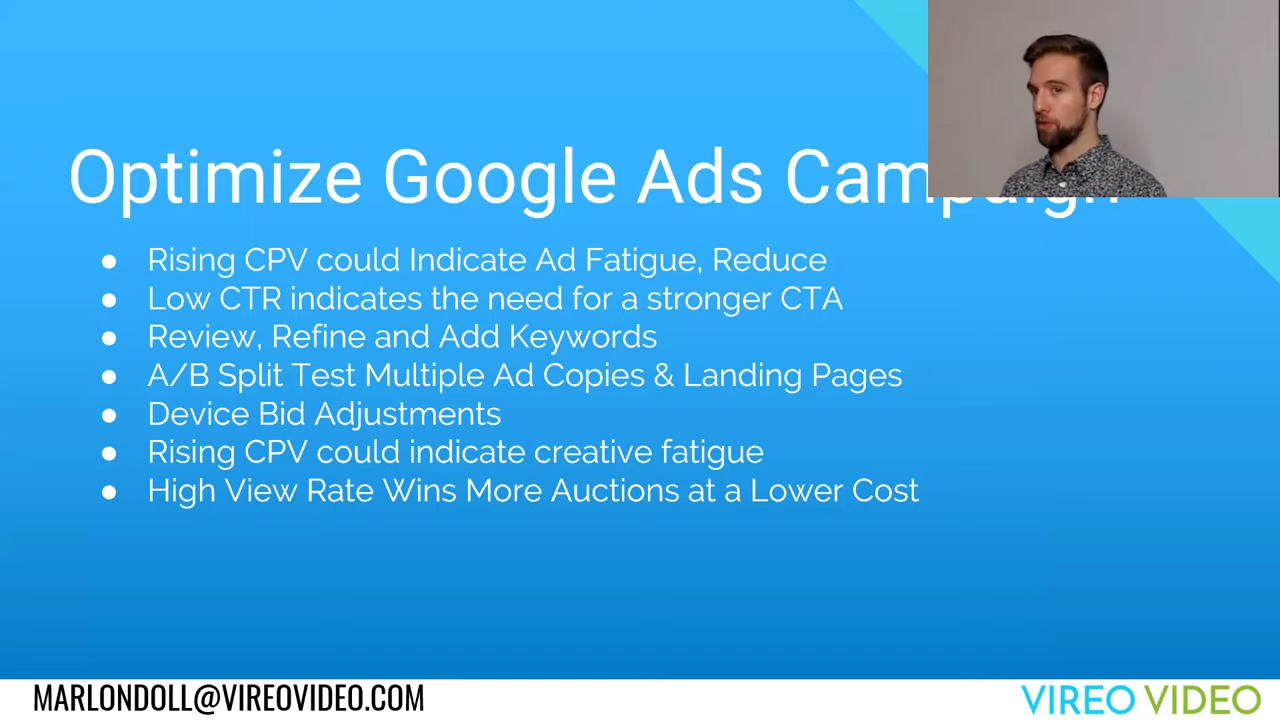 Optimize Google Ads Campaign
● Rising CPV could Indicate Ad Fatigue, Reduce
● Low CTR indicates the need for a stronger CTA
● Review, Refine and Add Keywords
● A/B Split Test Multiple Ad Copies & Landing Pages
● Device Bid Adjustments
● Rising CPV could indicate creative fatigue
● High View Rate Wins More Auctions at a Lower Cost
MARLONDOLL@VIREOVIDEO.COM
VIREO VIDEO